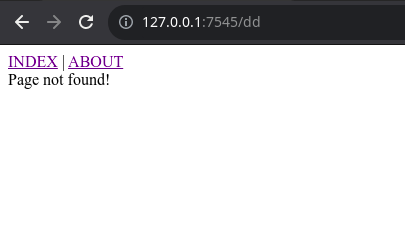 127.0.0.1:7545/dd
INDEX | ABOUT
Page not found!